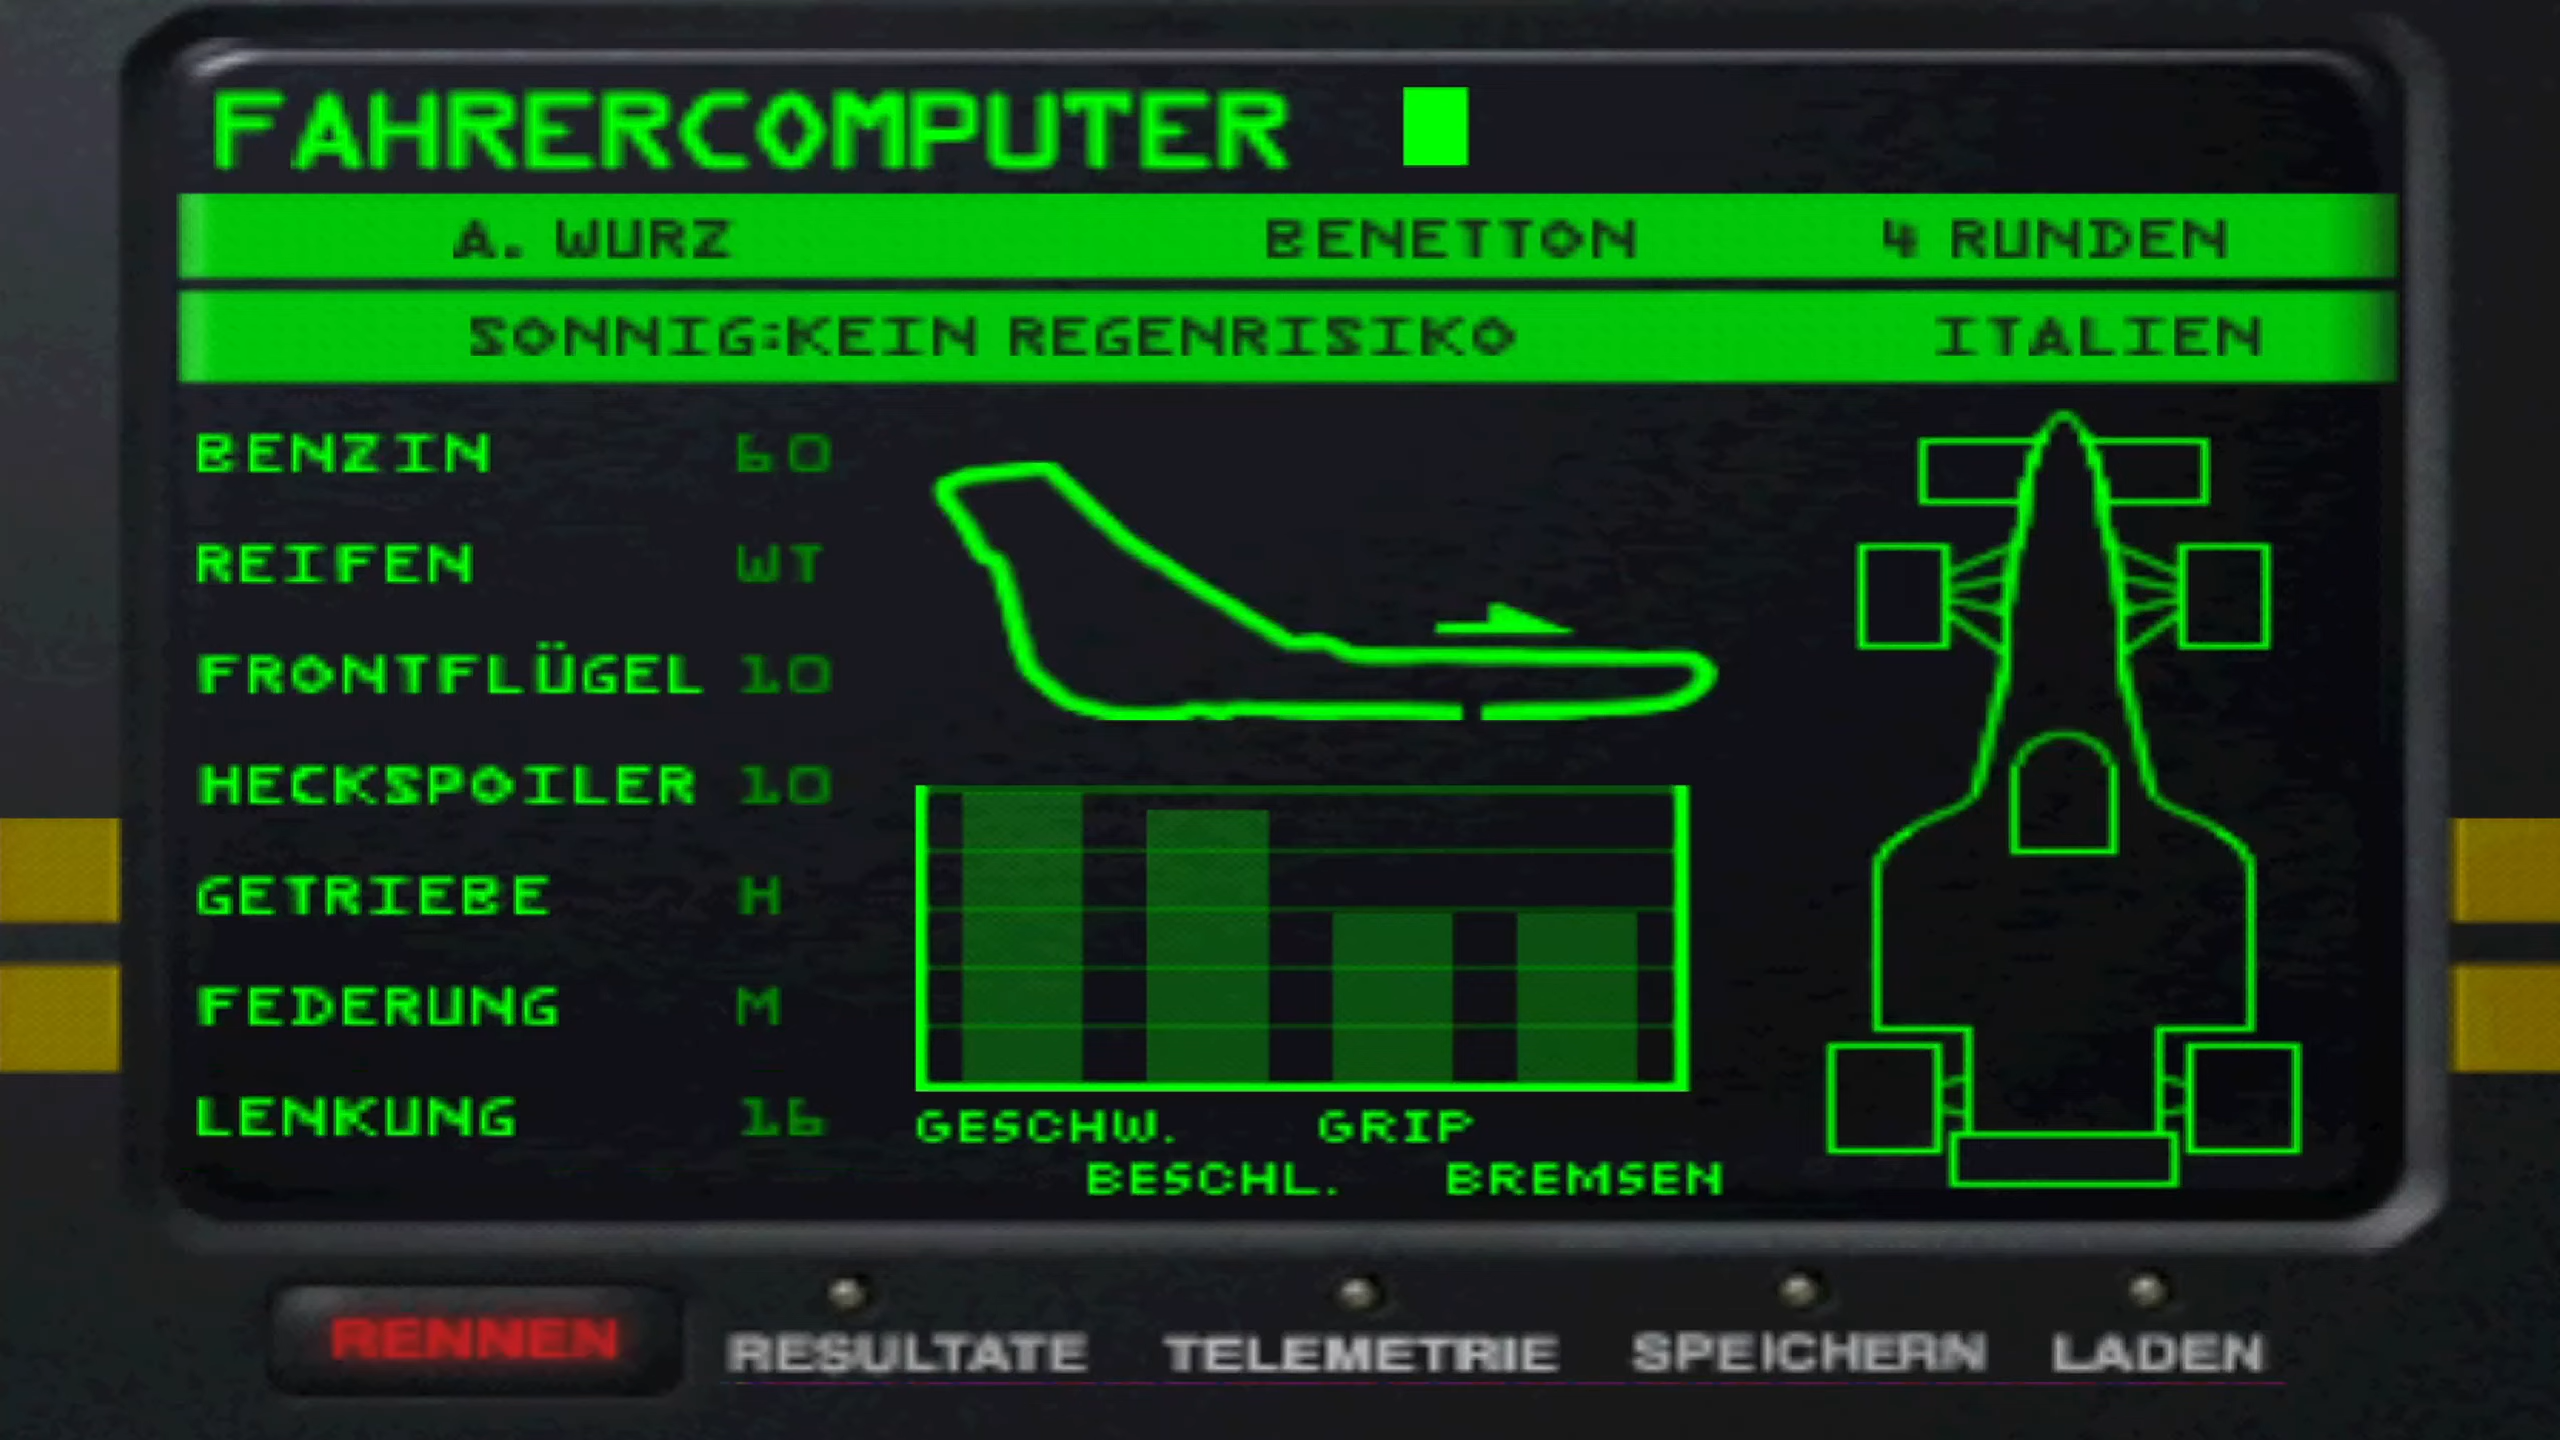 FAHRERCOMPUTER
A. WURZ BENETTON 4 RUNDEN
SONNIG:KEIN REGENRISIKO ITALIEN
BENZIN 60
REIFEN WT
FRONTFLÜGEL 10
HECKSPOILER 10
GETRIEBE H
FEDERUNG M
LENKUNG 16
GESCHW. GRIP
BESCHL. BREMSEN
RENNEN RESULTATE TELEMETRIE SPEICHERN LADEN